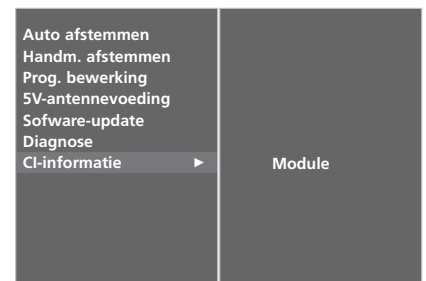 Auto afstemmen
Handm. afstemmen
Prog. bewerking
5V-antennevoeding
Sofware-update
Diagnose
CI-informatie ► Module